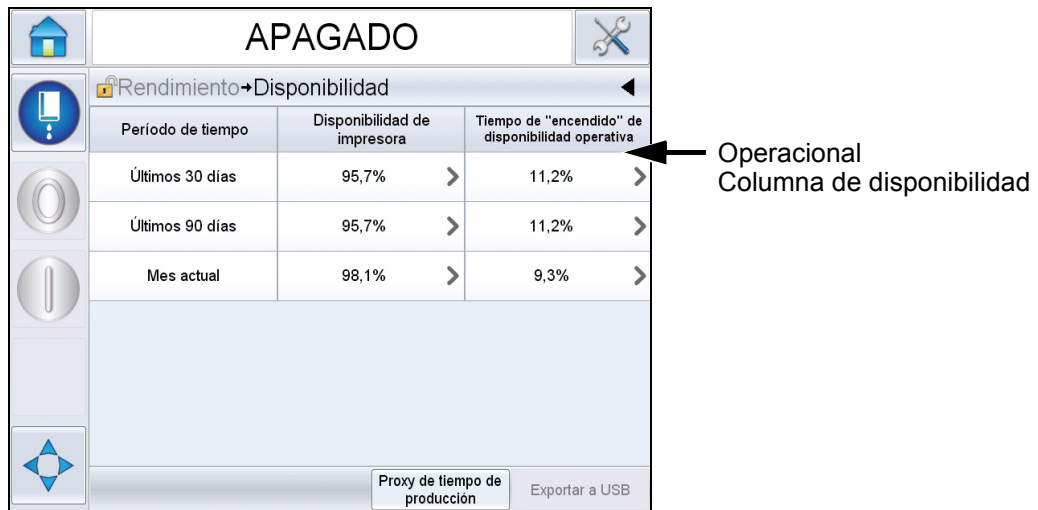 APAGADO
Rendimiento→Disponibilidad
Período de tiempo
Disponibilidad de
impresora
Tiempo de "encendido" de
disponibilidad operativa
Últimos 30 días 95,7% 11,2%
Últimos 90 días 95,7% 11,2%
Mes actual 98,1% 9,3%
Proxy de tiempo de
producción
Exportar a USB
Operacional
Columna de disponibilidad